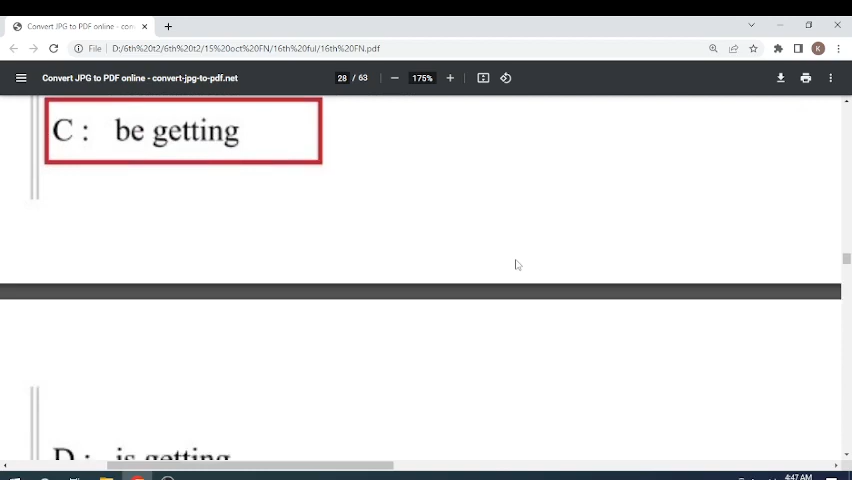 Convert JPG to PDF online - con
File D:/6th%20t2/6th%20t2/15%20oct%20FN/16th%20ful/16th%20FN.pdf
K
Convert JPG to PDF online - convert-jpg-to-pdf.net
28 / 63
175%
C : be getting
D : is getting
4:47 AM